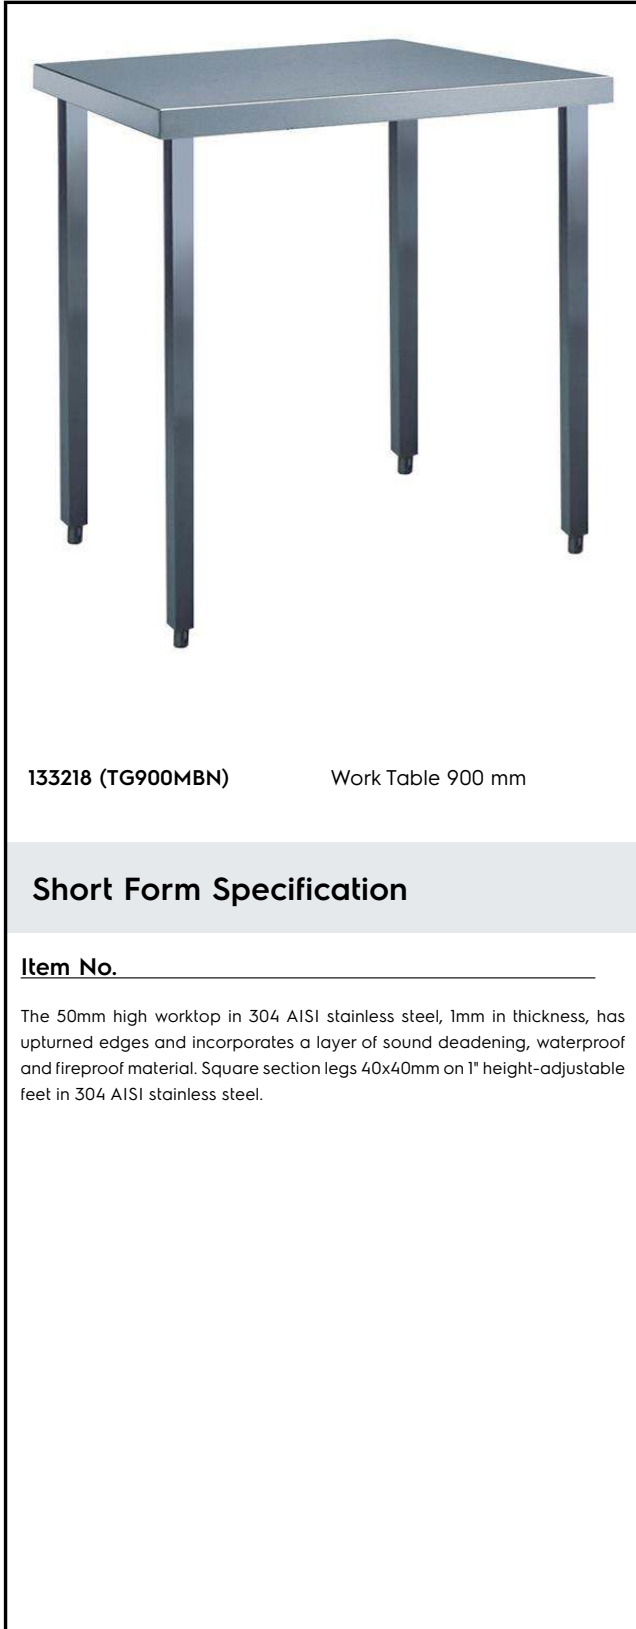 133218 (TG900MBN) Work Table 900 mm
Short Form Specification
Item No.
The 50mm high worktop in 304 AISI stainless steel, 1mm in thickness, has
upturned edges and incorporates a layer of sound deadening, waterproof
and fireproof material. Square section legs 40x40mm on 1" height-adjustable
feet in 304 AISI stainless steel.